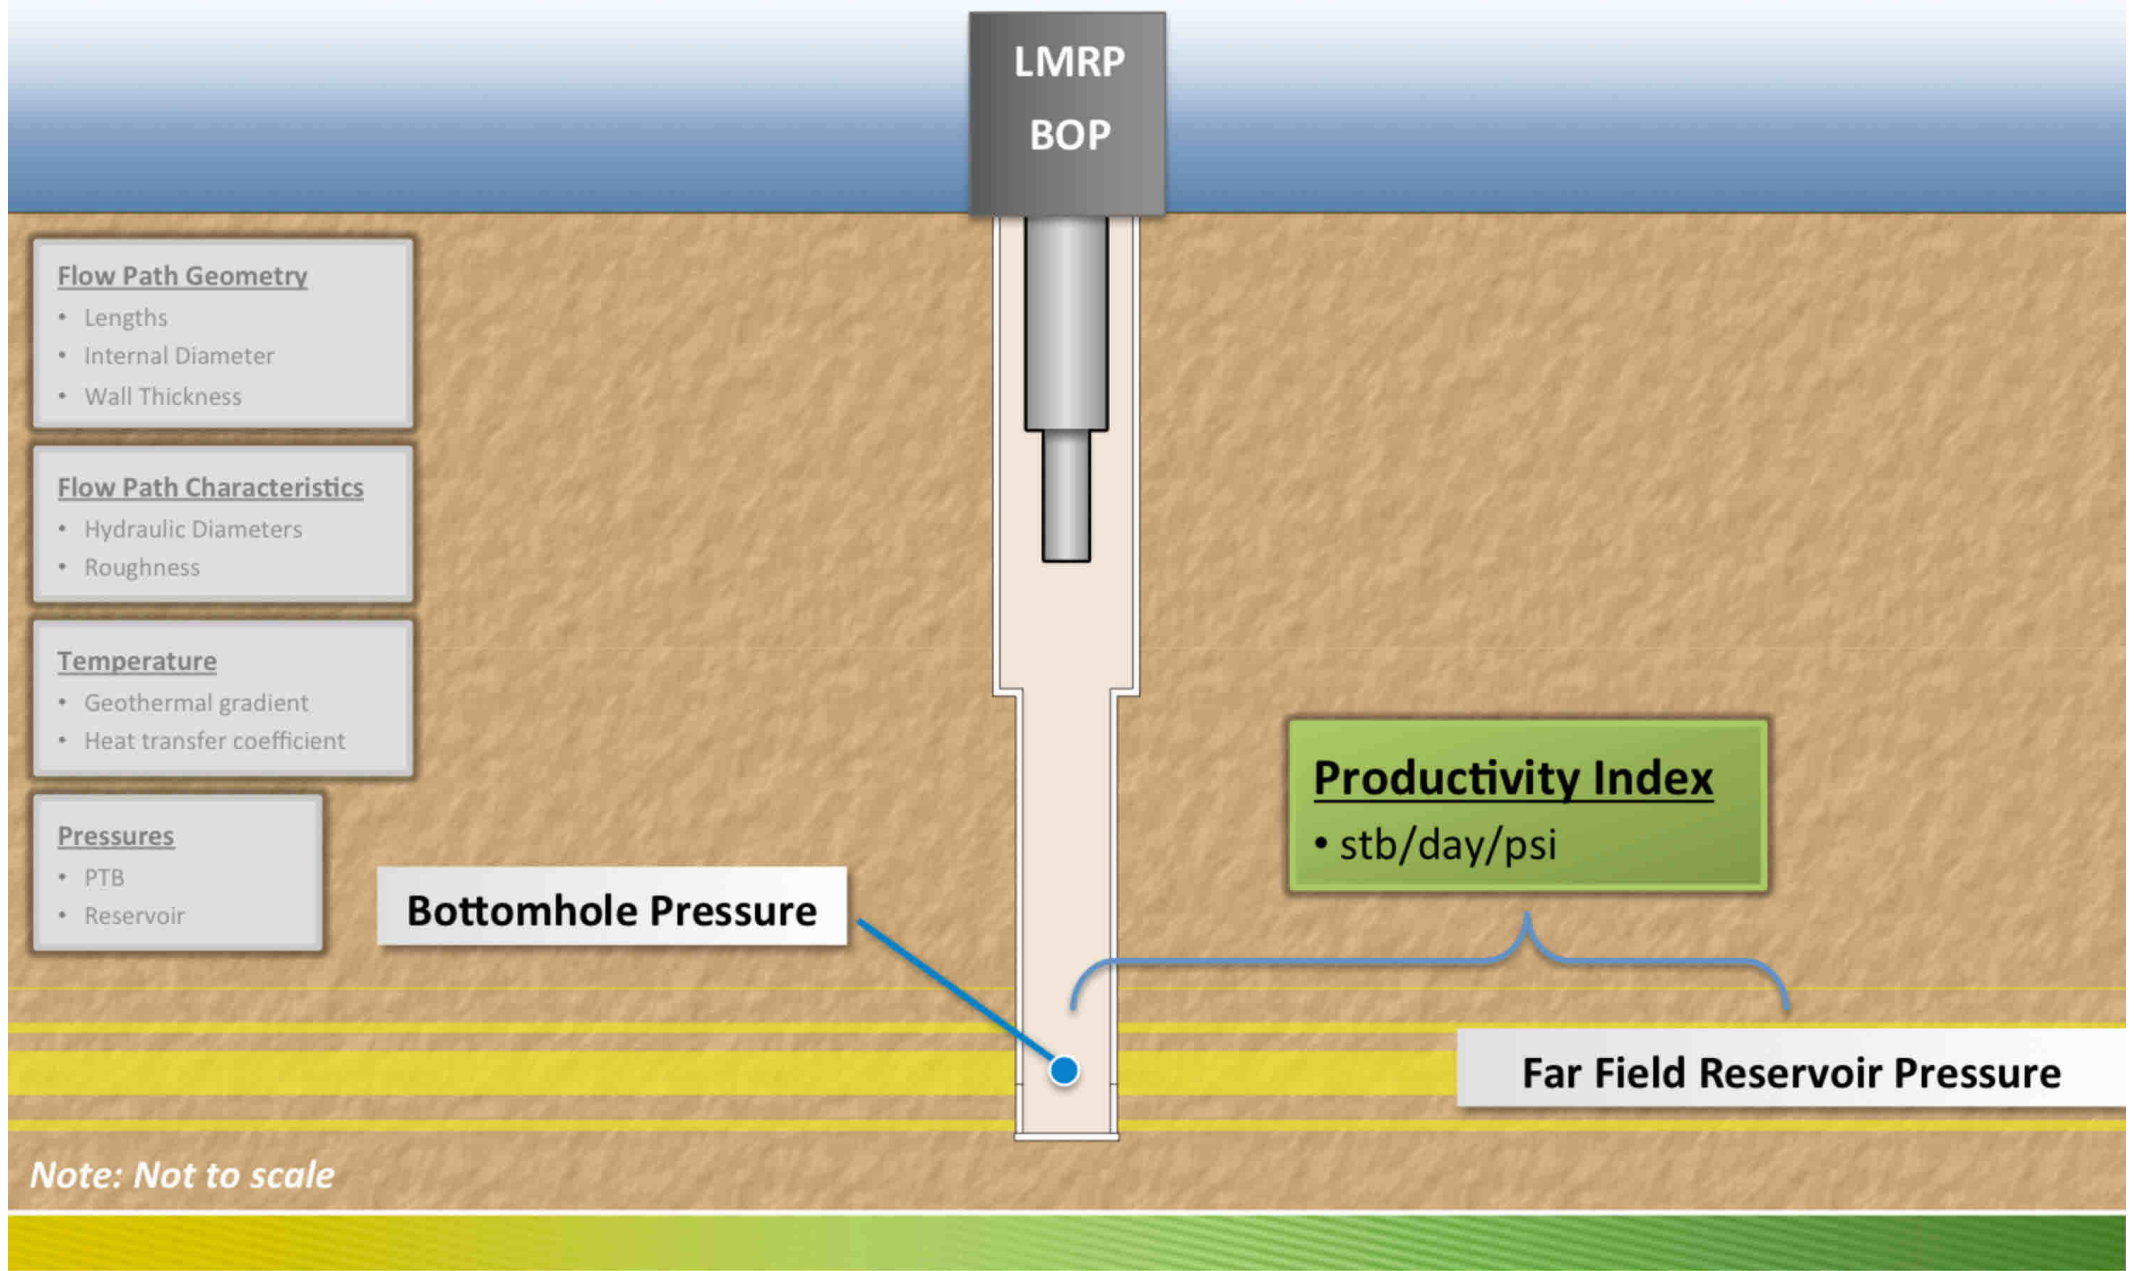 LMRP
BOP
Flow Path Geometry
• Lengths
• Internal Diameter
• Wall Thickness
Flow Path Characteristics
• Hydraulic Diameters
• Roughness
Temperature
• Geothermal gradient
• Heat transfer coefficient
Pressures
• PTB
• Reservoir
Bottomhole Pressure
Productivity Index
• stb/day/psi
Far Field Reservoir Pressure
Note: Not to scale